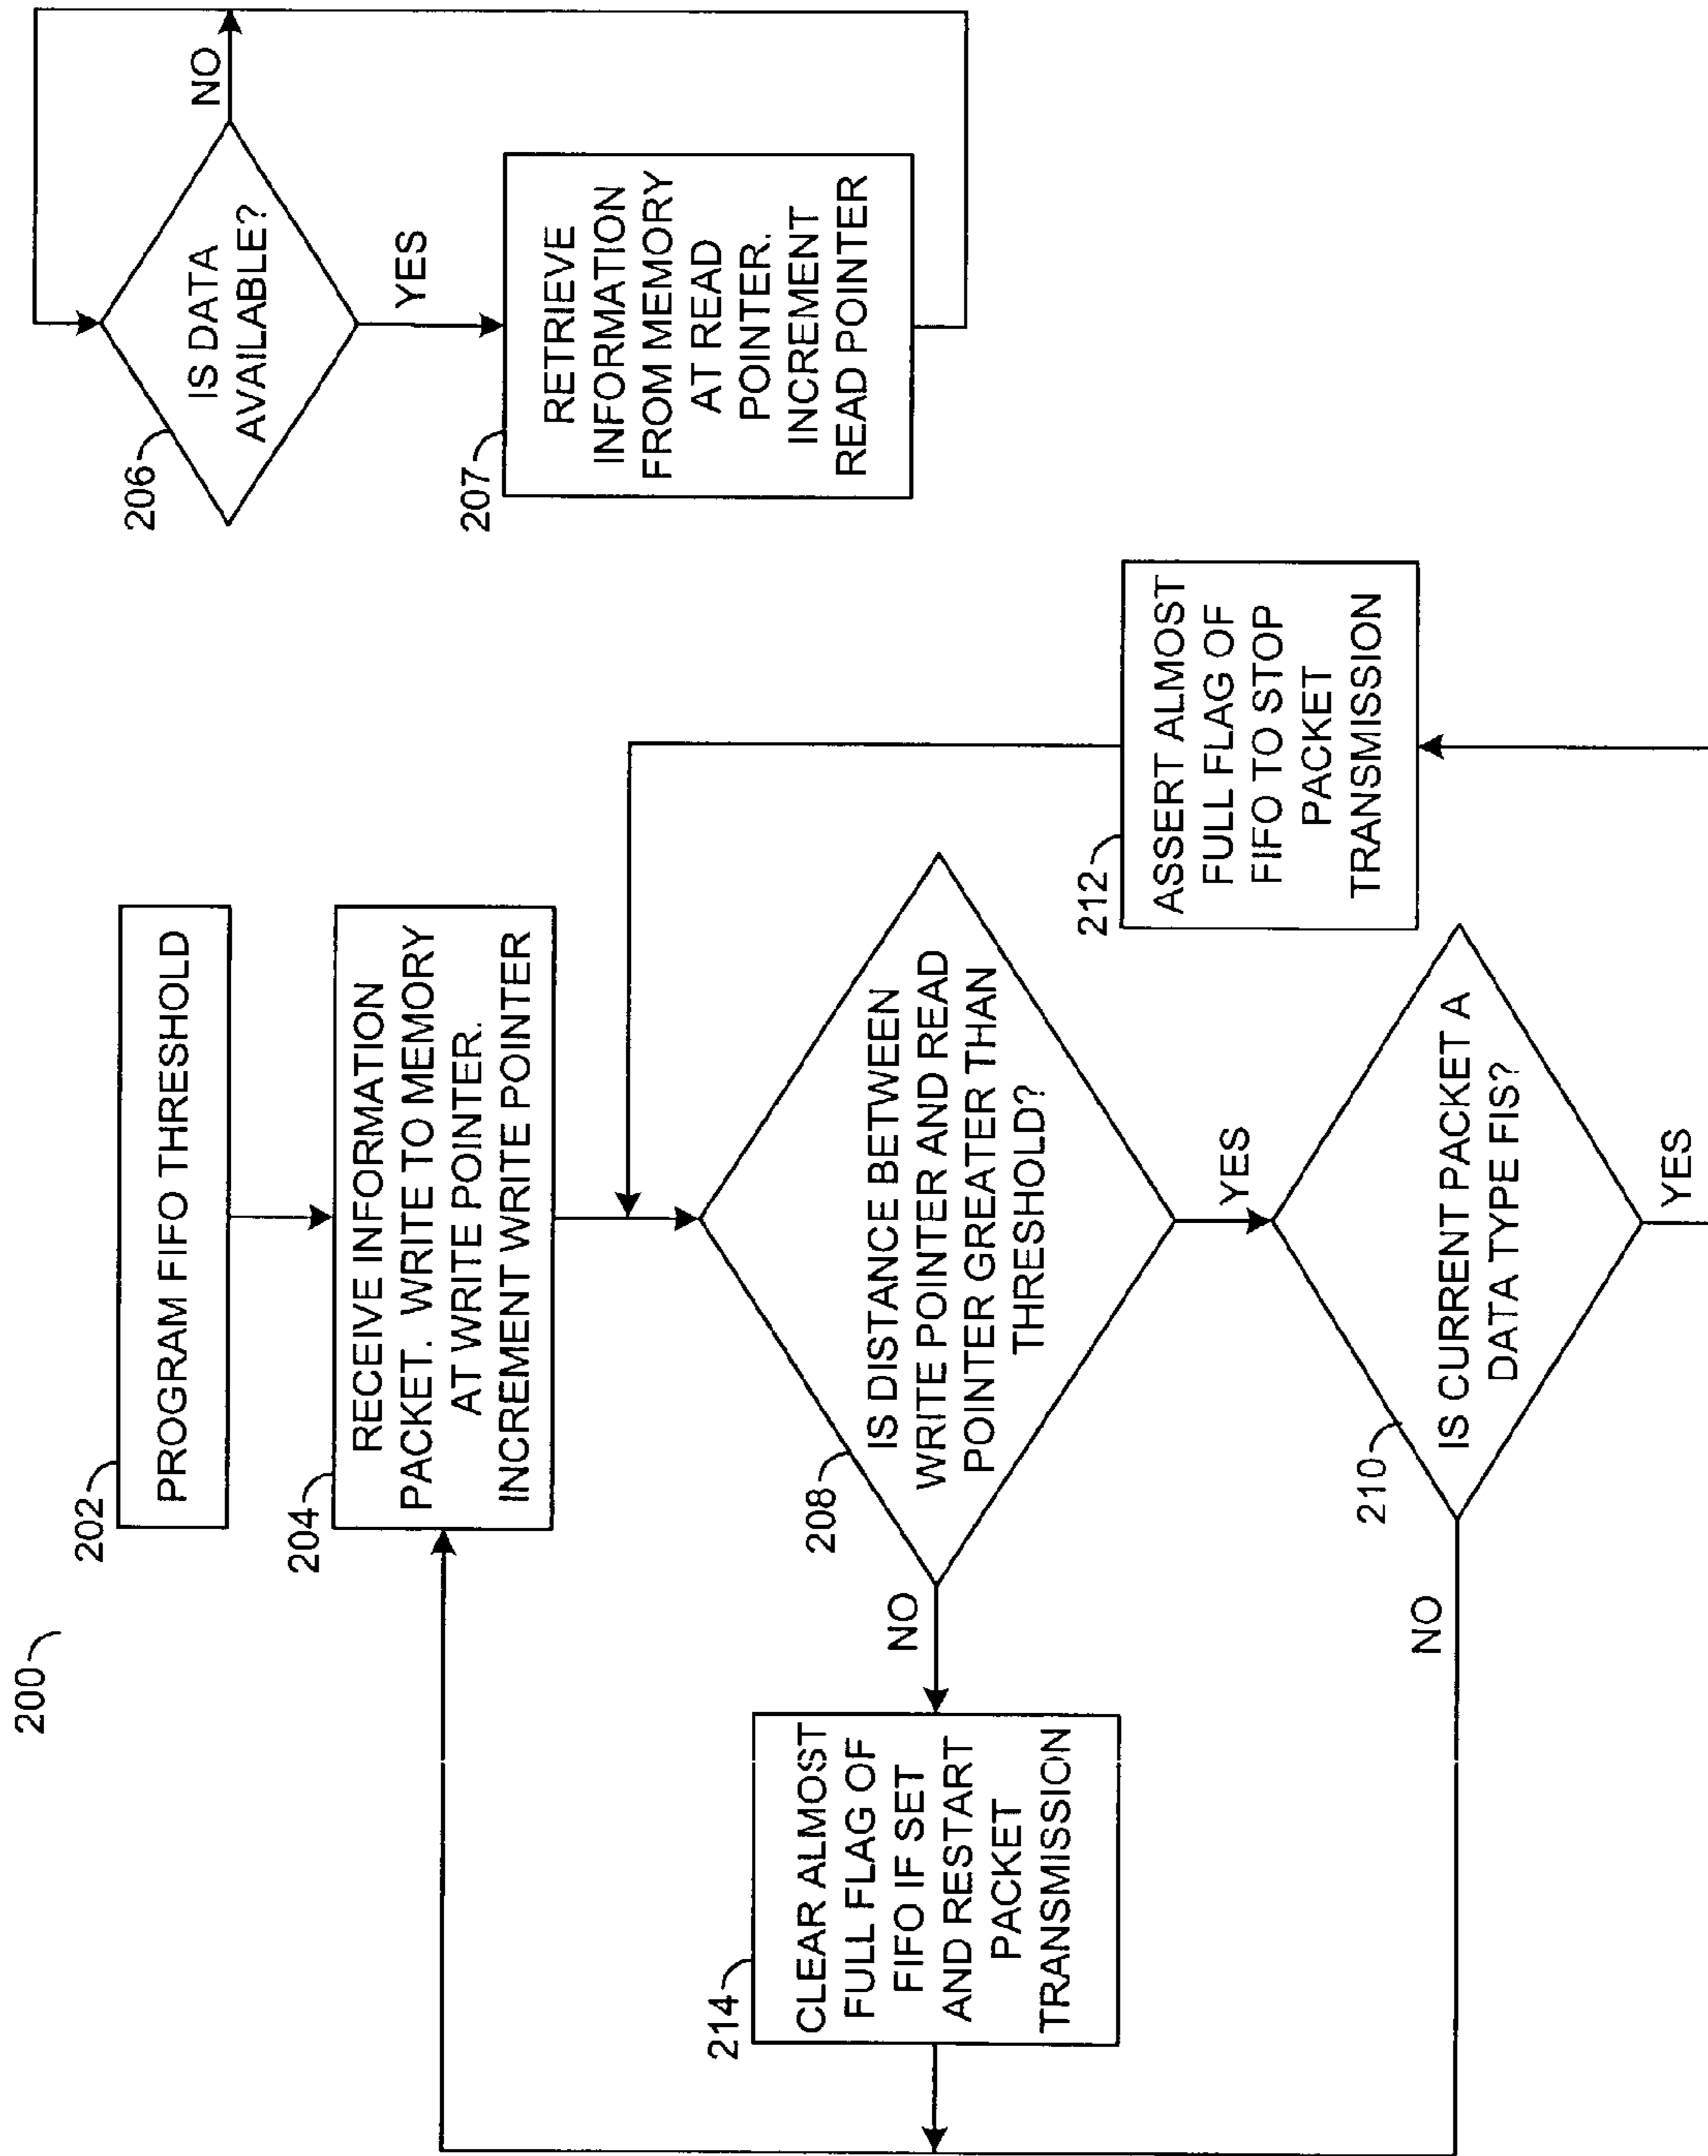 200
202
PROGRAM FIFO THRESHOLD
204
RECEIVE INFORMATION
PACKET. WRITE TO MEMORY
AT WRITE POINTER.
INCREMENT WRITE POINTER
208
IS DISTANCE BETWEEN
WRITE POINTER AND READ
POINTER GREATER THAN
THRESHOLD?
NO
YES
214
CLEAR ALMOST
FULL FLAG OF
FIFO IF SET
AND RESTART
PACKET
TRANSMISSION
210
IS CURRENT PACKET A
DATA TYPE FIS?
NO
YES
212
ASSERT ALMOST
FULL FLAG OF
FIFO TO STOP
PACKET
TRANSMISSION
206
IS DATA
AVAILABLE?
NO
YES
207
RETRIEVE
INFORMATION
FROM MEMORY
AT READ
POINTER.
INCREMENT
READ POINTER